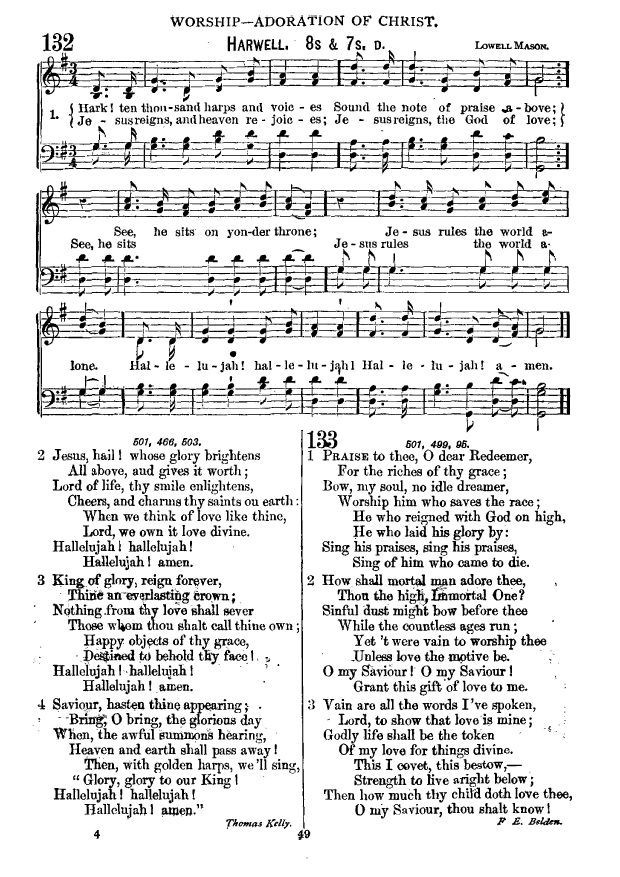 WORSHIP—ADORATION OF CHRIST.
132 HARWELL. 8s & 7s. D. LOWELL MASON.
1. { Hark! ten thou-sand harps and voic - es Sound the note of praise a-bove; }
{ Je - sus reigns, and heaven re - joic - es; Je - sus reigns, the God of love; }
See, he sits on yon-der throne; Je - sus rules the world a-
See, he sits Je - sus rules the world a-
lone. Hal - le - lu-jah! hal-le-lu-jah! Hal - le - lu - jah! a - men.
501, 466, 503.
2 Jesus, hail! whose glory brightens
All above, and gives it worth;
Lord of life, thy smile enlightens,
Cheers, and charms thy saints on earth:
When we think of love like thine,
Lord, we own it love divine.
Hallelujah! hallelujah!
Hallelujah! amen.
3 King of glory, reign forever,
Thine an everlasting crown;
Nothing from thy love shall sever
Those whom thou shalt call thine own;
Happy objects of thy grace,
Destined to behold thy face!
Hallelujah! hallelujah!
Hallelujah! amen.
4 Saviour, hasten thine appearing;
Bring, O bring, the glorious day
When, the awful summons hearing,
Heaven and earth shall pass away!
Then, with golden harps, we'll sing,
"Glory, glory to our King!
Hallelujah! hallelujah!
Hallelujah! amen."
Thomas Kelly.
133
501, 499, 95.
1 PRAISE to thee, O dear Redeemer,
For the riches of thy grace;
Bow, my soul, no idle dreamer,
Worship him who saves the race;
He who reigned with God on high,
He who laid his glory by:
Sing his praises, sing his praises,
Sing of him who came to die.
2 How shall mortal man adore thee,
Thou the high, Immortal One?
Sinful dust might bow before thee
While the countless ages run;
Yet 't were vain to worship thee
Unless love the motive be.
O my Saviour! O my Saviour!
Grant this gift of love to me.
3 Vain are all the words I've spoken,
Lord, to show that love is mine;
Godly life shall be the token
Of my love for things divine.
This I covet, this bestow,—
Strength to live aright below;
Then how much thy child doth love thee,
O my Saviour, thou shalt know!
F. E. Belden.
4 49